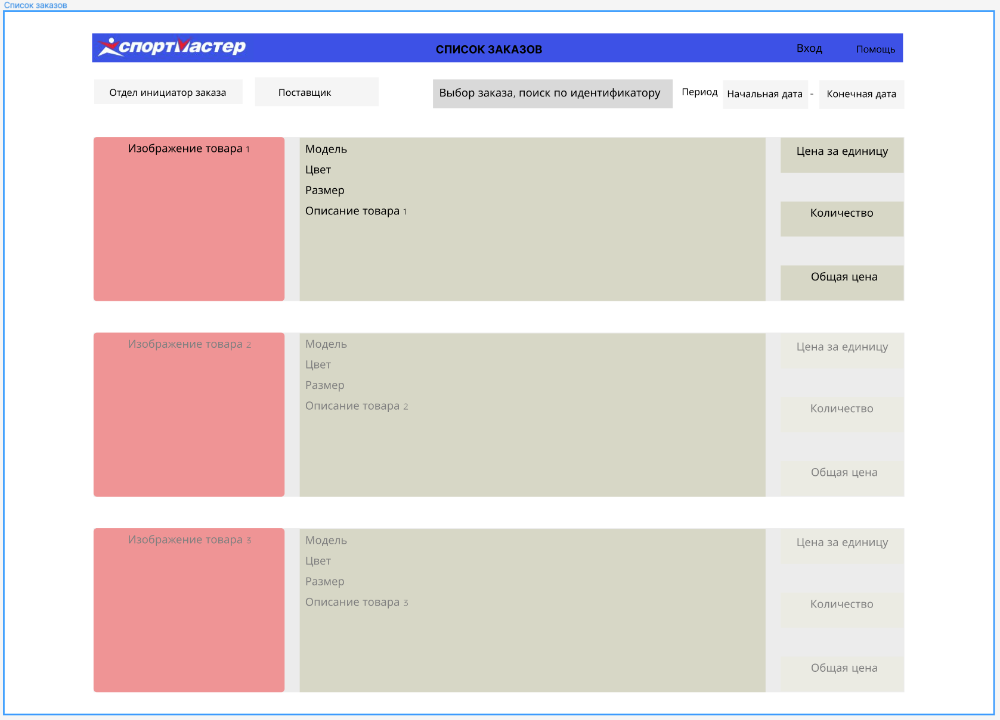 Список заказов
спортмастер
СПИСОК ЗАКАЗОВ
Вход
Помощь
Отдел инициатор заказа
Поставщик
Выбор заказа, поиск по идентификатору
Период
Начальная дата
-
Конечная дата
Изображение товара 1
Модель
Цвет
Размер
Описание товара 1
Цена за единицу
Количество
Общая цена
Изображение товара 2
Модель
Цвет
Размер
Описание товара 2
Цена за единицу
Количество
Общая цена
Изображение товара 3
Модель
Цвет
Размер
Описание товара 3
Цена за единицу
Количество
Общая цена